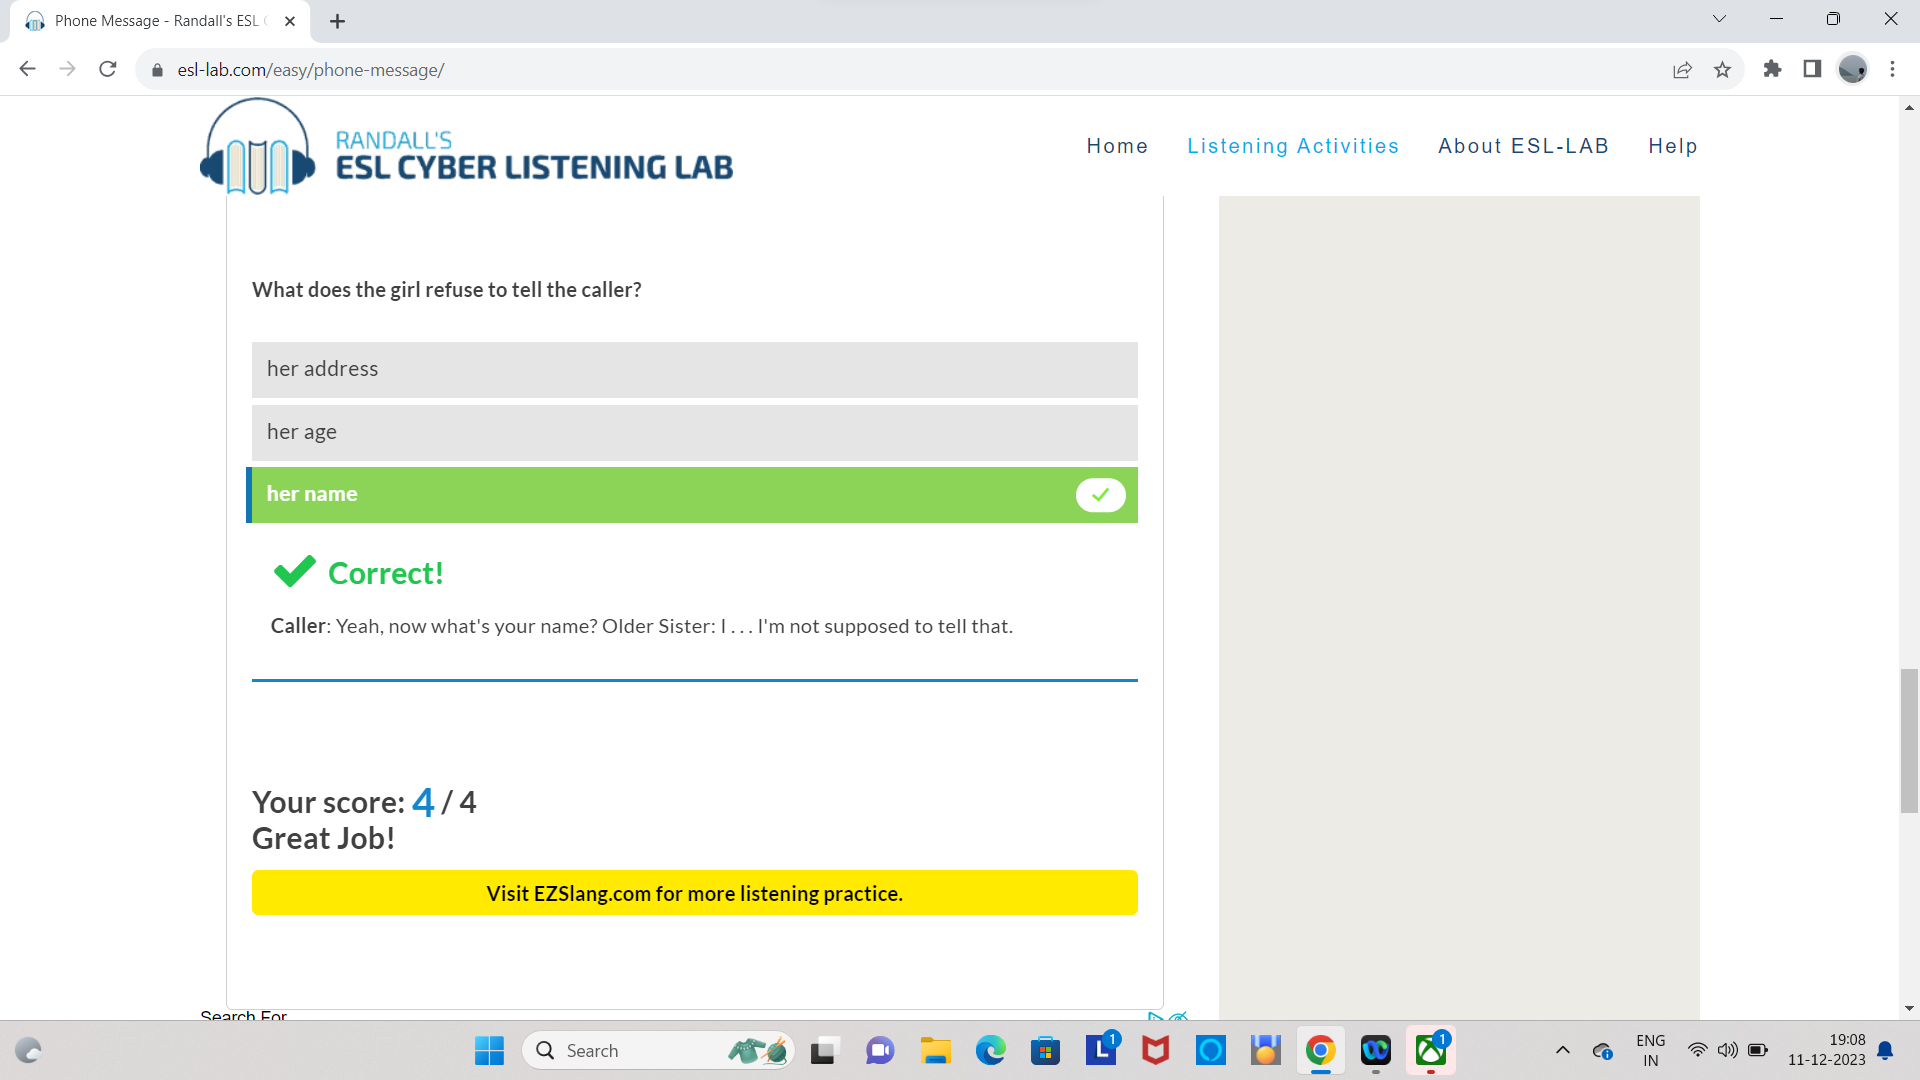 Phone Message - Randall's ESL C
esl-lab.com/easy/phone-message/
RANDALL'S
ESL CYBER LISTENING LAB
Home
Listening Activities
About ESL-LAB
Help
What does the girl refuse to tell the caller?
her address
her age
her name
Correct!
Caller: Yeah, now what's your name? Older Sister: I . . . I'm not supposed to tell that.
Your score: 4 / 4
Great Job!
Visit EZSlang.com for more listening practice.
Search For
Search
L
1
1
ENG
IN
19:08
11-12-2023